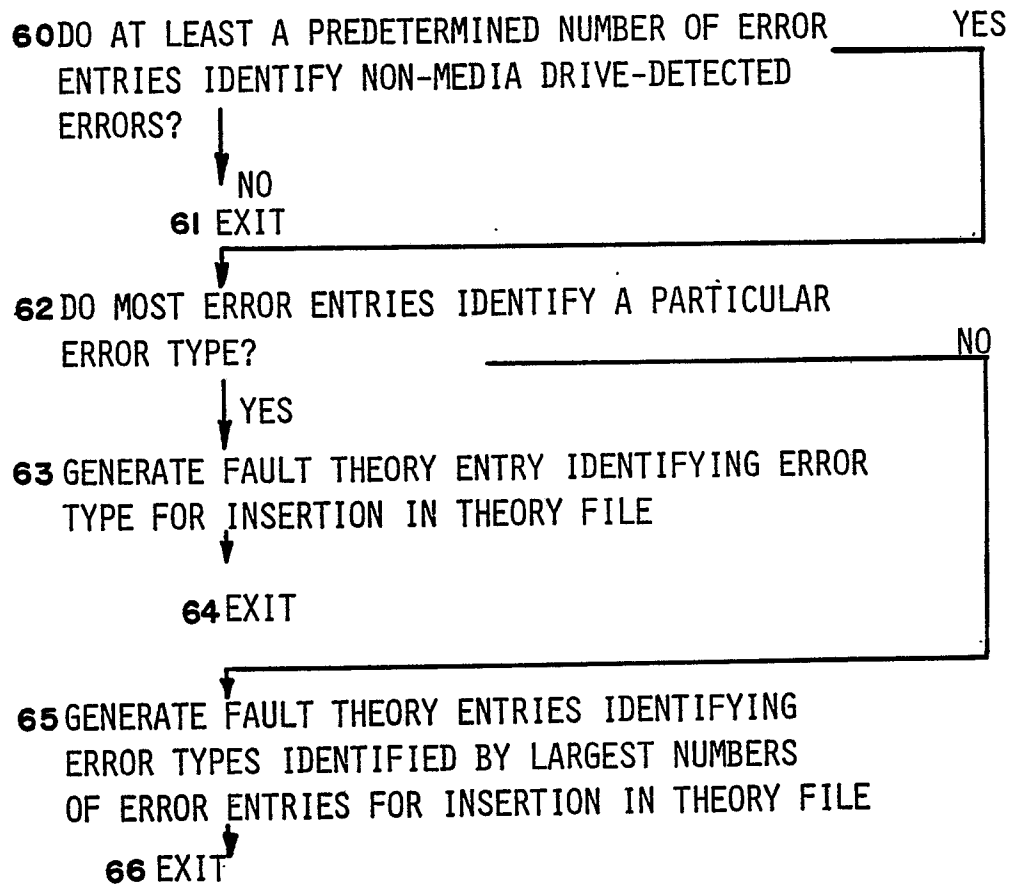 60 DO AT LEAST A PREDETERMINED NUMBER OF ERROR YES
ENTRIES IDENTIFY NON-MEDIA DRIVE-DETECTED
ERRORS?
NO
61 EXIT
62 DO MOST ERROR ENTRIES IDENTIFY A PARTICULAR
ERROR TYPE? NO
YES
63 GENERATE FAULT THEORY ENTRY IDENTIFYING ERROR
TYPE FOR INSERTION IN THEORY FILE
64 EXIT
65 GENERATE FAULT THEORY ENTRIES IDENTIFYING
ERROR TYPES IDENTIFIED BY LARGEST NUMBERS
OF ERROR ENTRIES FOR INSERTION IN THEORY FILE
66 EXIT